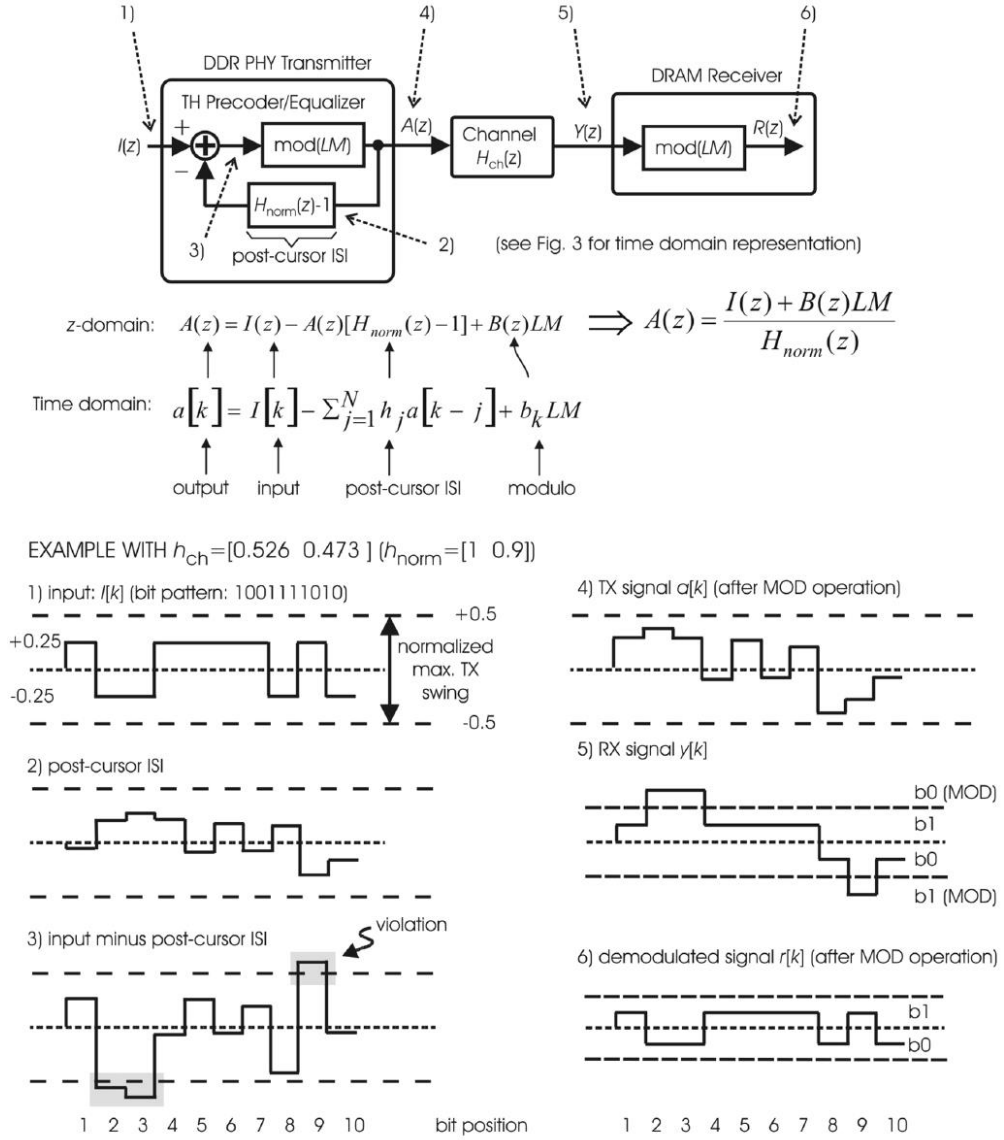 1) 4) 5) 6)
DDR PHY Transmitter
DRAM Receiver
TH Precoder/Equalizer
I(z) + − mod(LM) A(z) Channel H_ch(z) Y(z) mod(LM) R(z)
H_norm(z)-1
3) post-cursor ISI 2) (see Fig. 3 for time domain representation)
z-domain: A(z) = I(z) − A(z)[H_norm(z) −1] + B(z)LM ⟹ A(z) = (I(z) + B(z)LM) / H_norm(z)
Time domain: a[k] = I[k] − Σ_{j=1}^{N} h_j a[k − j] + b_k LM
output input post-cursor ISI modulo
EXAMPLE WITH h_ch=[0.526 0.473 ] (h_norm=[1 0.9])
1) input: I[k] (bit pattern: 1001111010)
+0.5
+0.25
normalized
max. TX
swing
-0.25
-0.5
2) post-cursor ISI
3) input minus post-cursor ISI
violation
1 2 3 4 5 6 7 8 9 10 bit position
4) TX signal a[k] (after MOD operation)
5) RX signal y[k]
b0 (MOD)
b1
b0
b1 (MOD)
6) demodulated signal r[k] (after MOD operation)
b1
b0
1 2 3 4 5 6 7 8 9 10